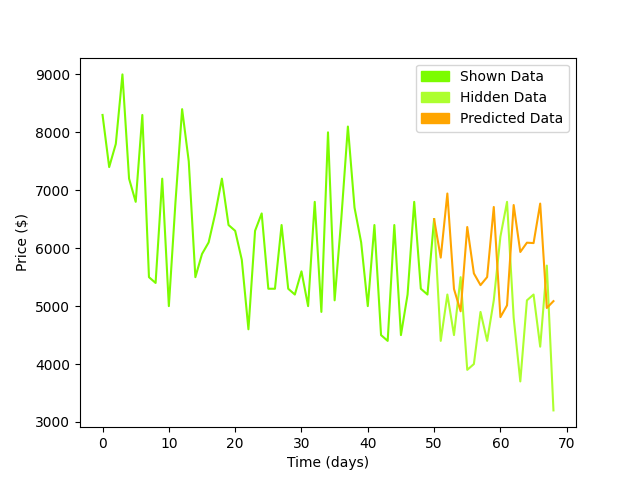 9000
8000
7000
6000
5000
4000
3000
Price ($)
0 10 20 30 40 50 60 70
Time (days)
Shown Data
Hidden Data
Predicted Data